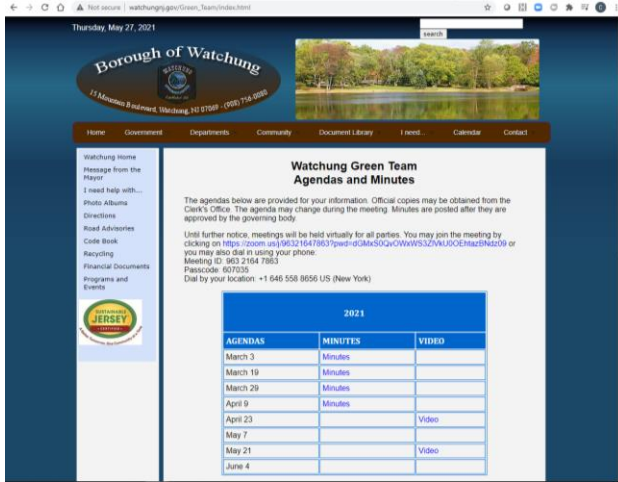 Not secure | watchungnj.gov/Green_Team/index.html
Thursday, May 27, 2021
search
Borough of Watchung
WATCHUNG
15 Mountain Boulevard, Watchung, NJ 07069 - (908) 756-0080
Home Government Departments Community Document Library I need... Calendar Contact
Watchung Home
Message from the
Mayor
I need help with....
Photo Albums
Directions
Road Advisories
Code Book
Recycling
Financial Documents
Programs and
Events
SUSTAINABLE
JERSEY
CERTIFIED
Watchung Green Team
Agendas and Minutes
The agendas below are provided for your information. Official copies may be obtained from the
Clerk's Office. The agenda may change during the meeting. Minutes are posted after they are
approved by the governing body.
Until further notice, meetings will be held virtually for all parties. You may join the meeting by
clicking on https://zoom.us/j/96321647863?pwd=dGMxS0QvOWxWS3ZlVkU0OEhtazBNdz09 or
you may also dial in using your phone.
Meeting ID: 963 2164 7863
Passcode: 607035
Dial by your location: +1 646 558 8656 US (New York)
2021
AGENDAS MINUTES VIDEO
March 3 Minutes
March 19 Minutes
March 29 Minutes
April 9 Minutes
April 23 Video
May 7
May 21 Video
June 4